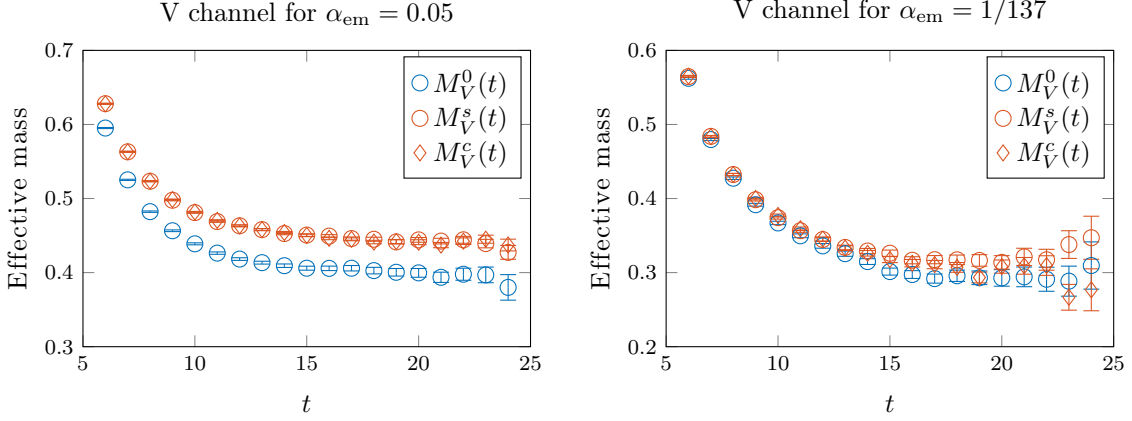 V channel for α_em = 0.05
0.7
0.6
0.5
0.4
0.3
5
10
15
20
25
t
Effective mass
M_V^0(t)
M_V^s(t)
M_V^c(t)
V channel for α_em = 1/137
0.6
0.5
0.4
0.3
0.2
5
10
15
20
25
t
Effective mass
M_V^0(t)
M_V^s(t)
M_V^c(t)